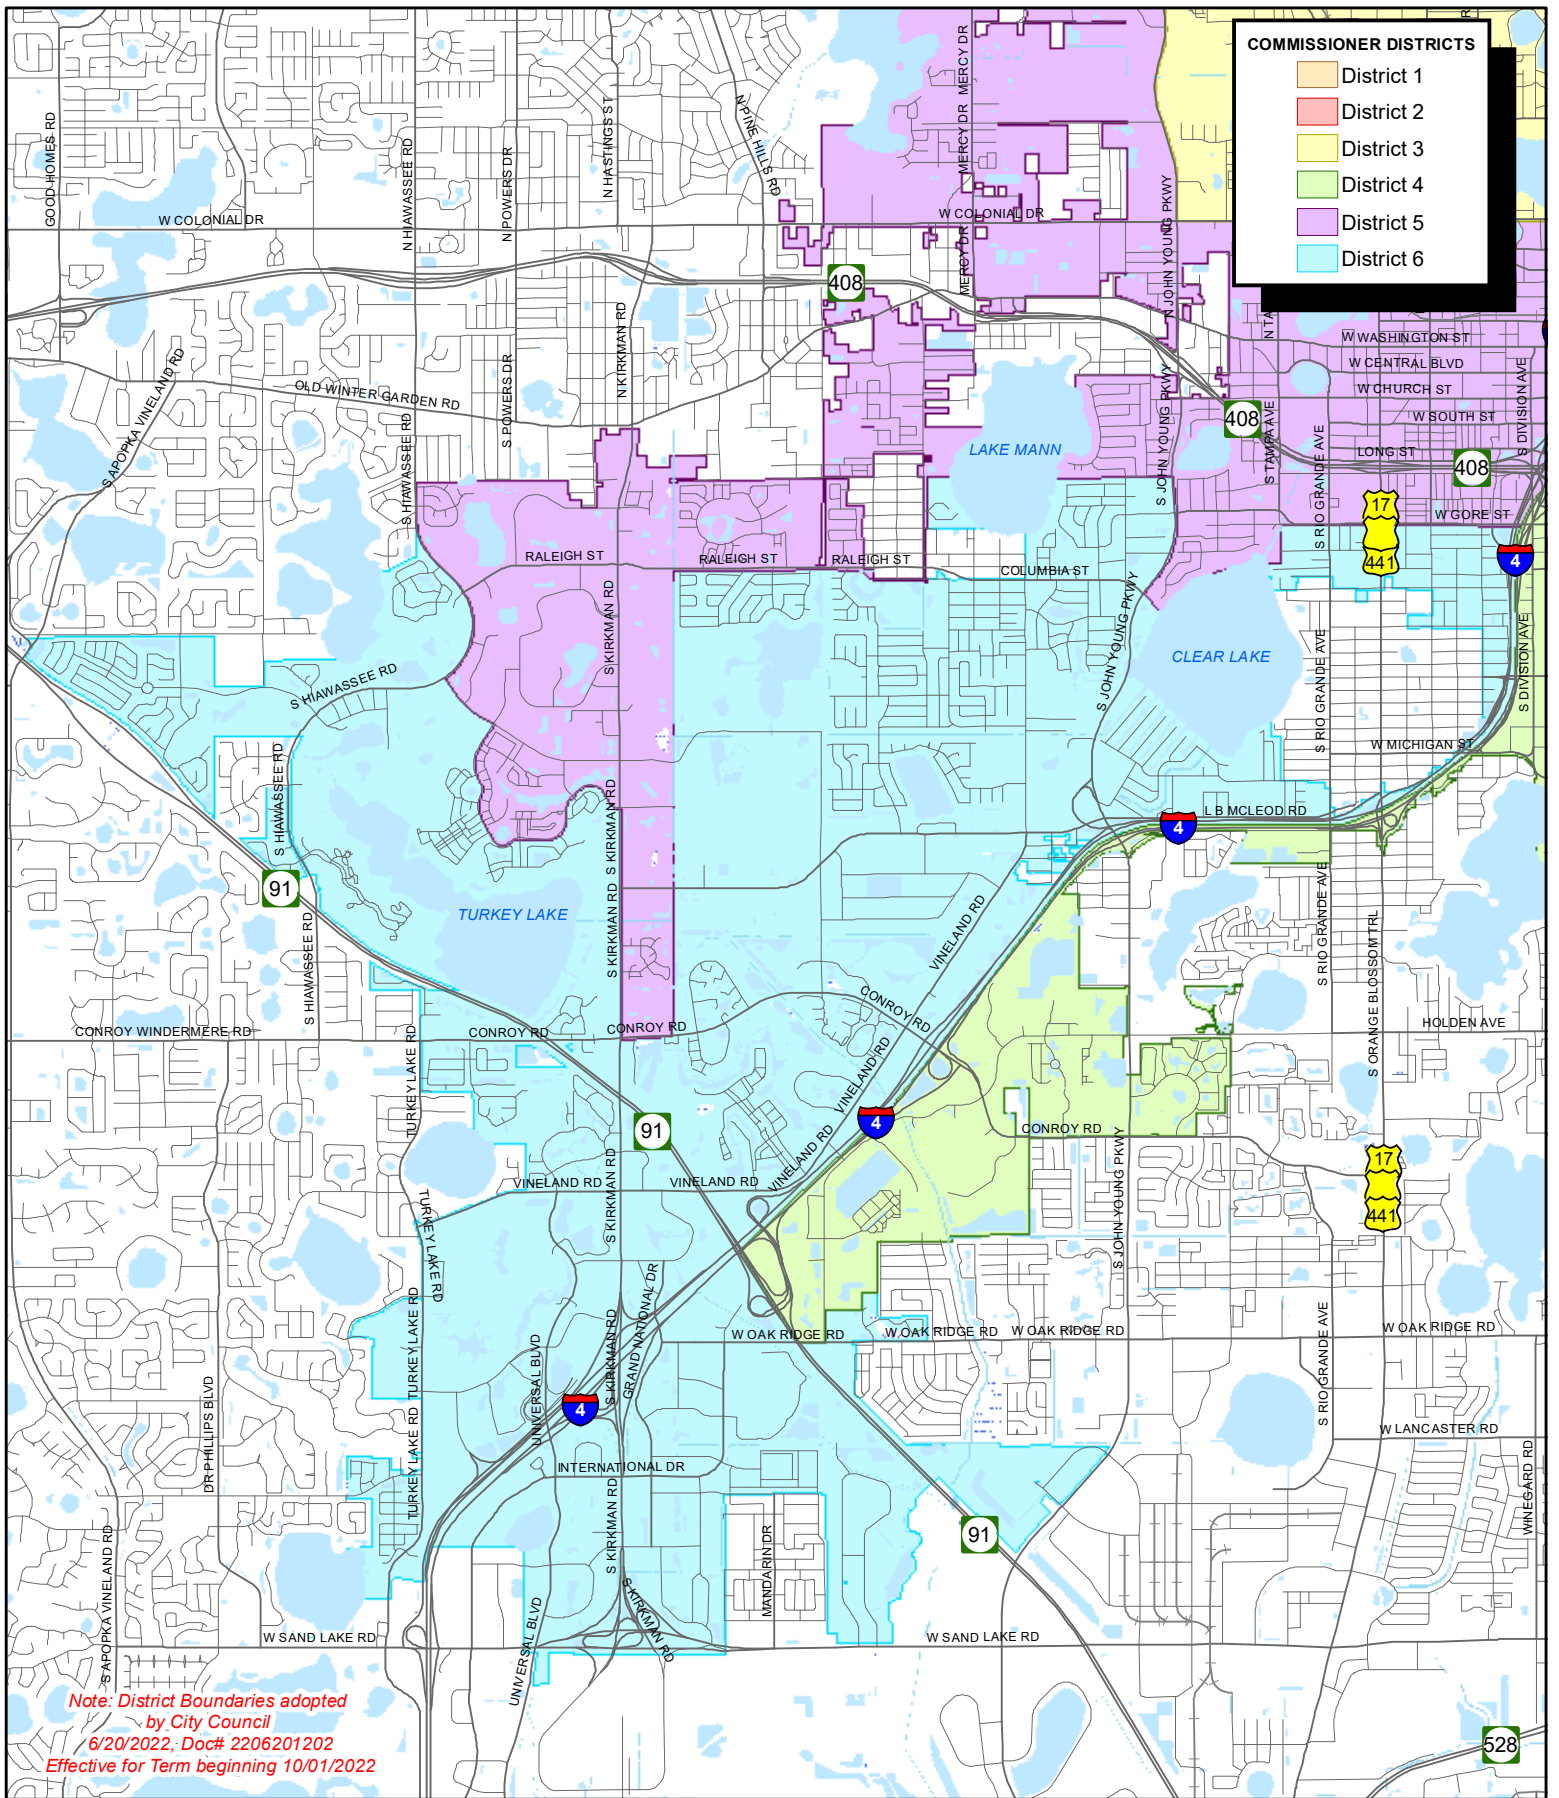 COMMISSIONER DISTRICTS
District 1
District 2
District 3
District 4
District 5
District 6
GOOD HOMES RD
N HIAWASSEE RD
N POWERS DR
N HASTINGS ST
N PINE HILLS RD
MERCY DR
MERCY DR
W COLONIAL DR
W COLONIAL DR
MERCY DR
N JOHN YOUNG PKWY
N JOHN YOUNG PKWY
408
N KIRKMAN RD
N TA
W WASHINGTON ST
W CENTRAL BLVD
W CHURCH ST
W SOUTH ST
LONG ST
S DIVISION AVE
408
408
S APOPKA VINELAND RD
OLD WINTER GARDEN RD
S POWERS DR
S HIAWASSEE RD
S HIAWASSEE RD
LAKE MANN
S JOHN YOUNG PKWY
S JOHN YOUNG PKWY
S TAMPA AVE
S RIO GRANDE AVE
17
441
W GORE ST
4
RALEIGH ST
RALEIGH ST
RALEIGH ST
COLUMBIA ST
S KIRKMAN RD
S JOHN YOUNG PKWY
CLEAR LAKE
S RIO GRANDE AVE
S DIVISION AVE
S HIAWASSEE RD
S HIAWASSEE RD
W MICHIGAN ST
S KIRKMAN RD
L B MCLEOD RD
4
91
TURKEY LAKE
S KIRKMAN RD
S HIAWASSEE RD
VINELAND RD
S RIO GRANDE AVE
S ORANGE BLOSSOM TRL
CONROY WINDERMERE RD
CONROY RD
CONROY RD
CONROY RD
HOLDEN AVE
TURKEY LAKE RD
91
VINELAND RD
4
CONROY RD
S JOHN YOUNG PKWY
17
441
VINELAND RD
VINELAND RD
VINELAND RD
TURKEY LAKE RD
S KIRKMAN RD
TURKEY LAKE RD
UNIVERSAL BLVD
S KIRKMAN RD
GRAND NATIONAL DR
W OAK RIDGE RD
W OAK RIDGE RD
W OAK RIDGE RD
W OAK RIDGE RD
S RIO GRANDE AVE
DR PHILLIPS BLVD
4
W LANCASTER RD
TURKEY LAKE RD
INTERNATIONAL DR
S KIRKMAN RD
WINEGARD RD
91
S APOPKA VINELAND RD
MANDARIN DR
S KIRKMAN RD
UNIVERSAL BLVD
W SAND LAKE RD
W SAND LAKE RD
528
Note: District Boundaries adopted
by City Council
6/20/2022, Doc# 2206201202
Effective for Term beginning 10/01/2022